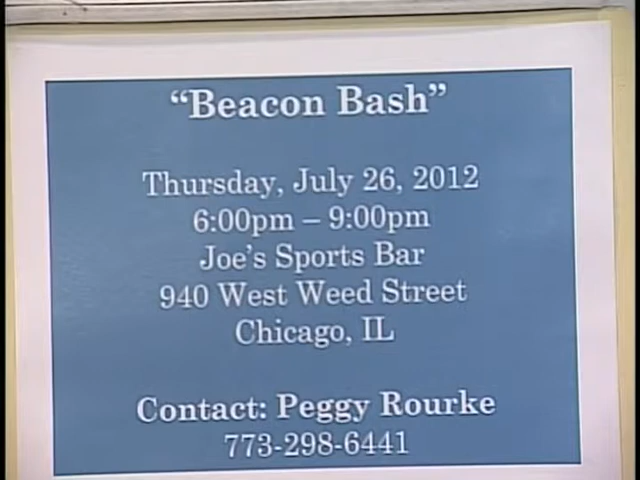 “Beacon Bash”
Thursday, July 26, 2012
6:00pm – 9:00pm
Joe’s Sports Bar
940 West Weed Street
Chicago, IL
Contact: Peggy Rourke
773-298-6441